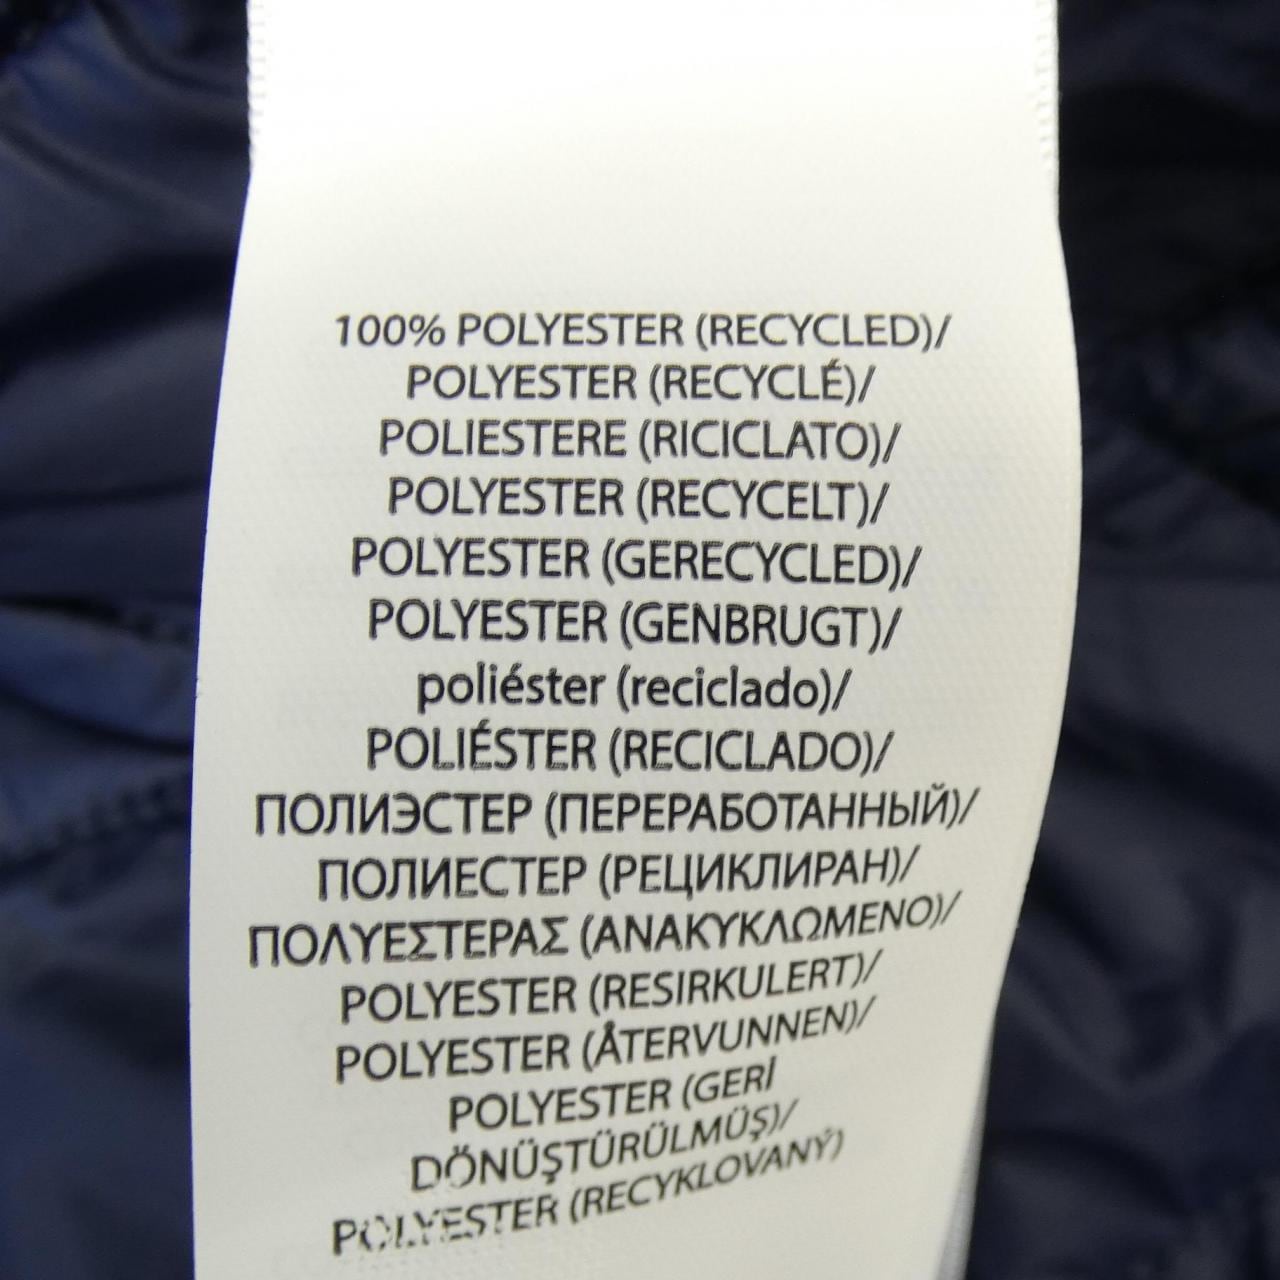 100% POLYESTER (RECYCLED)/
POLYESTER (RECYCLÉ)/
POLIESTERE (RICICLATO)/
POLYESTER (RECYCELT)/
POLYESTER (GERECYCLED)/
POLYESTER (GENBRUGT)/
poliéster (reciclado)/
POLIÉSTER (RECICLADO)/
ПОЛИЭСТЕР (ПЕРЕРАБОТАННЫЙ)/
ПОЛИЕСТЕР (РЕЦИКЛИРАН)/
ΠΟΛΥΕΣΤΕΡΑΣ (ΑΝΑΚΥΚΛΩΜΕΝΟ)/
POLYESTER (RESIRKULERT)/
POLYESTER (ÅTERVUNNEN)/
POLYESTER (GERİ
DÖNÜŞTÜRÜLMÜŞ)/
POLYESTER (RECYKLOVANÝ)